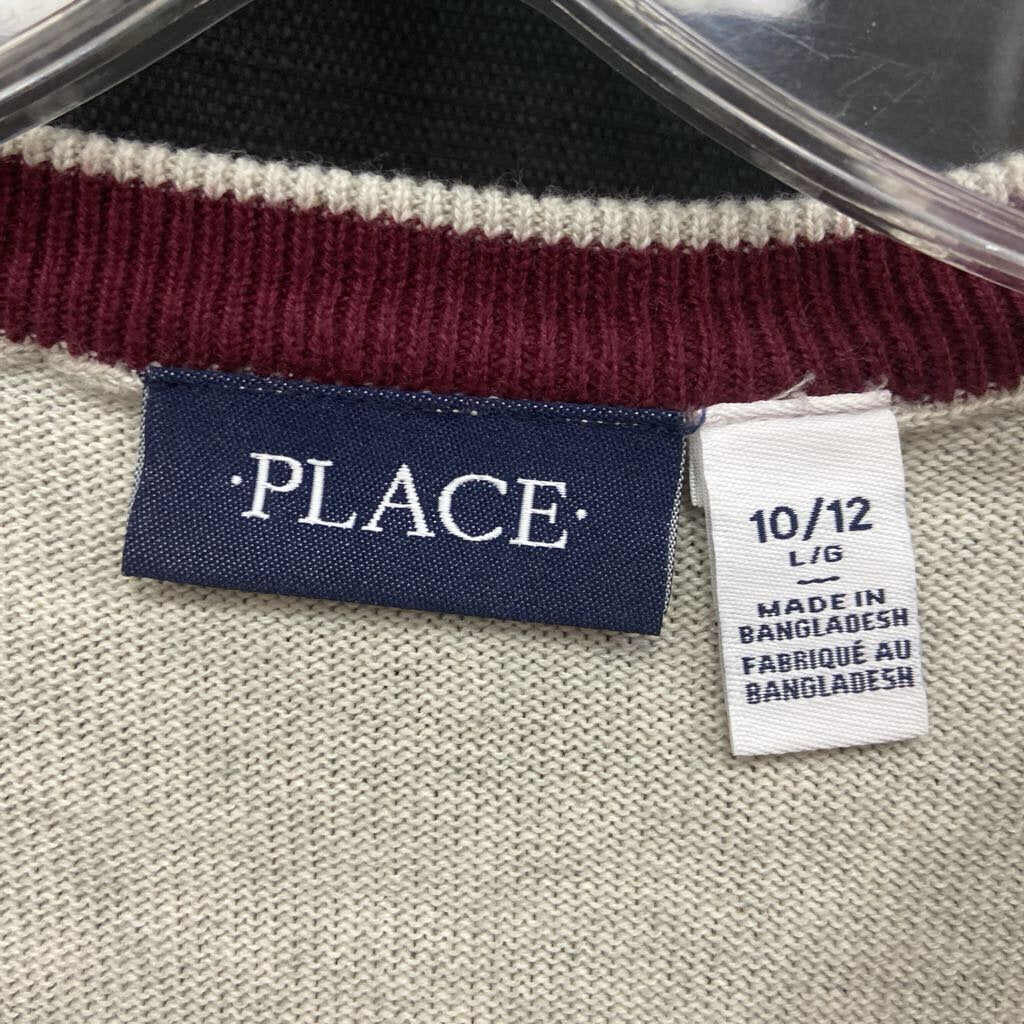 ·PLACE·
10/12
L/G
—
MADE IN
BANGLADESH
FABRIQUÉ AU
BANGLADESH